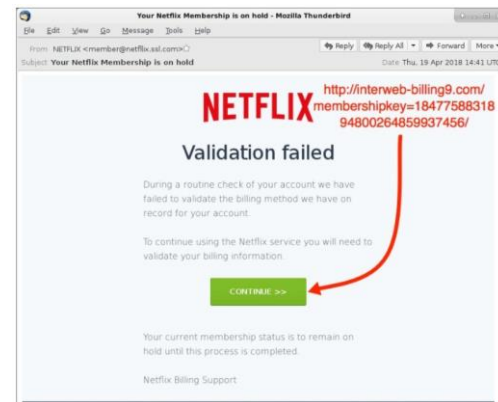 Your Netflix Membership is on hold - Mozilla Thunderbird
File Edit View Go Message Tools Help
From NETFLIX <member@netflix.ssl.com>
Reply Reply All Forward More
Subject Your Netflix Membership is on hold
Date Thu, 19 Apr 2018 14:41 UTC
NETFLIX
http://interweb-billing9.com/
membershipkey=18477588318
94800264859937456/
Validation failed
During a routine check of your account we have
failed to validate the billing method we have on
record for your account.
To continue using the Netflix service you will need to
validate your billing information.
CONTINUE >>
Your current membership status is to remain on
hold until this process is completed.
Netflix Billing Support